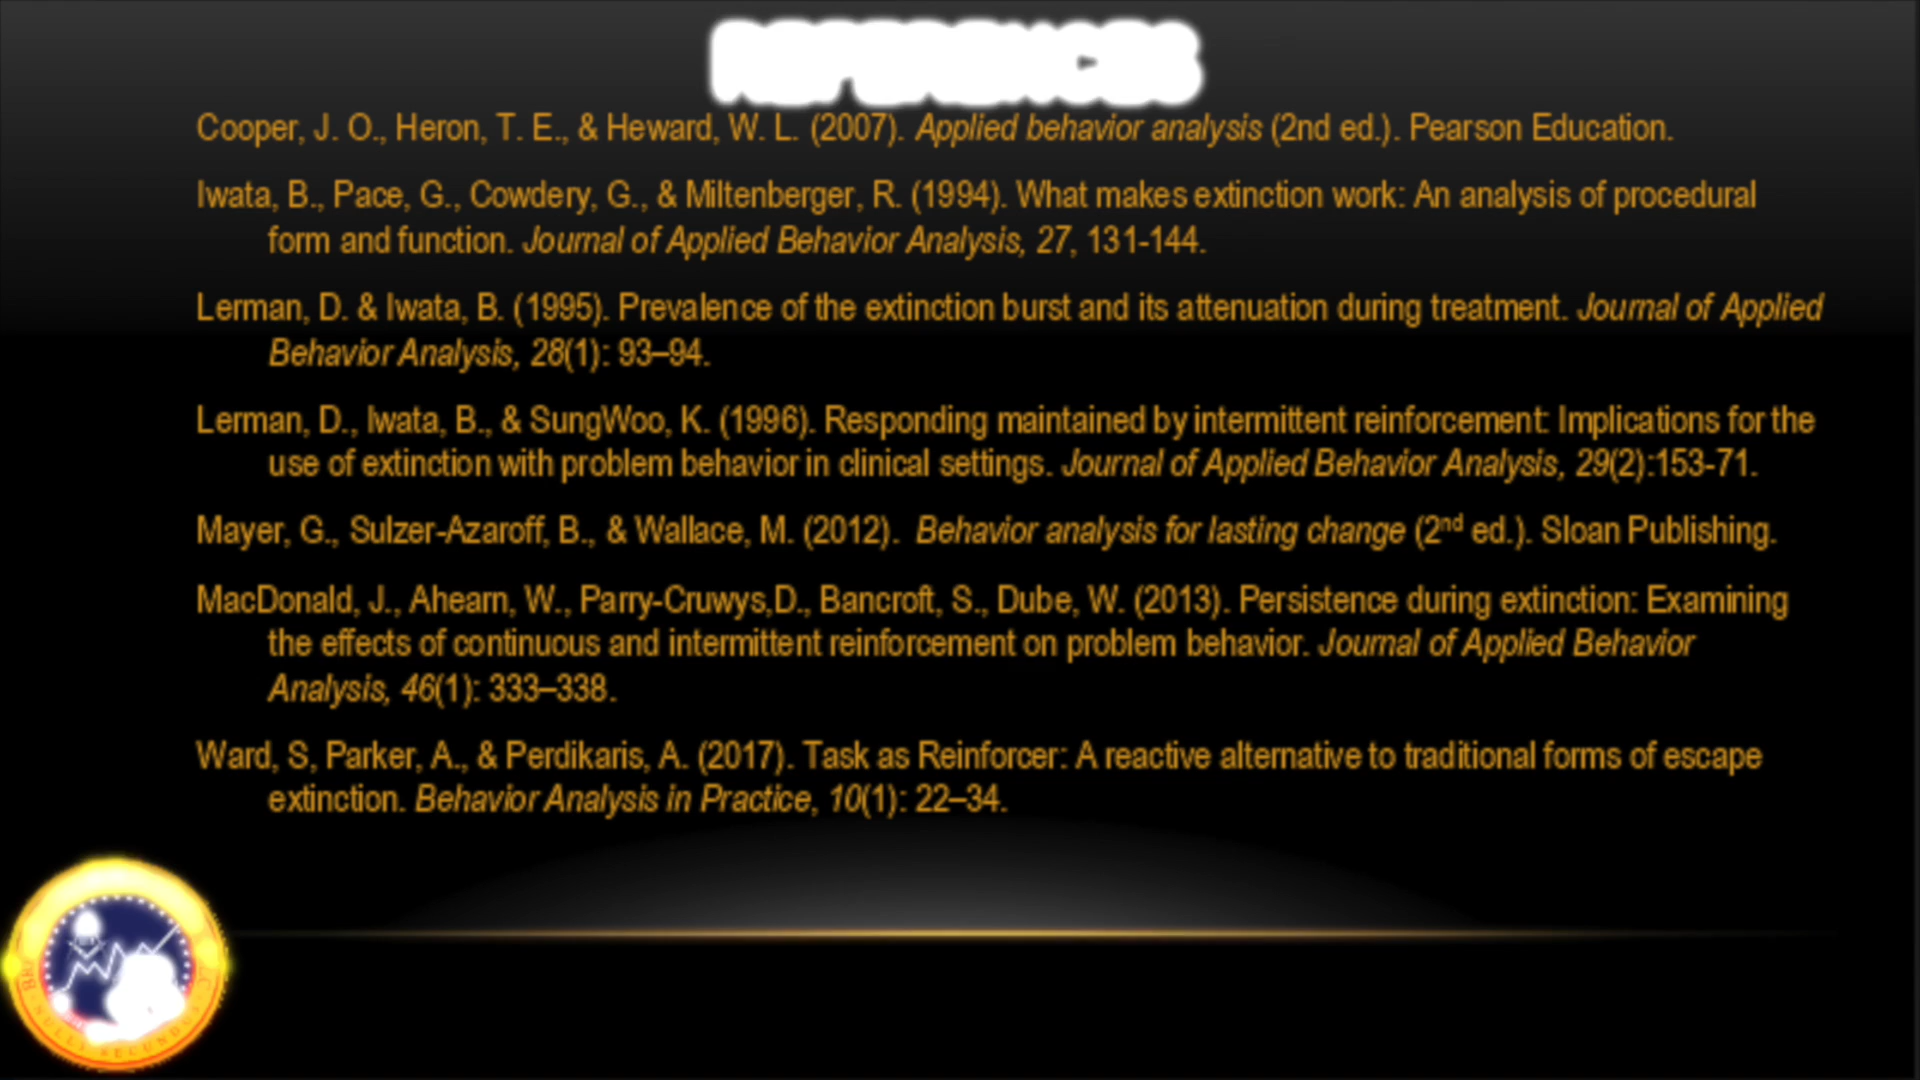 REFERENCES
Cooper, J. O., Heron, T. E., & Heward, W. L. (2007). Applied behavior analysis (2nd ed.). Pearson Education.
Iwata, B., Pace, G., Cowdery, G., & Miltenberger, R. (1994). What makes extinction work: An analysis of procedural
form and function. Journal of Applied Behavior Analysis, 27, 131-144.
Lerman, D. & Iwata, B. (1995). Prevalence of the extinction burst and its attenuation during treatment. Journal of Applied
Behavior Analysis, 28(1): 93–94.
Lerman, D., Iwata, B., & SungWoo, K. (1996). Responding maintained by intermittent reinforcement: Implications for the
use of extinction with problem behavior in clinical settings. Journal of Applied Behavior Analysis, 29(2):153-71.
Mayer, G., Sulzer-Azaroff, B., & Wallace, M. (2012). Behavior analysis for lasting change (2nd ed.). Sloan Publishing.
MacDonald, J., Ahearn, W., Parry-Cruwys,D., Bancroft, S., Dube, W. (2013). Persistence during extinction: Examining
the effects of continuous and intermittent reinforcement on problem behavior. Journal of Applied Behavior
Analysis, 46(1): 333–338.
Ward, S, Parker, A., & Perdikaris, A. (2017). Task as Reinforcer: A reactive alternative to traditional forms of escape
extinction. Behavior Analysis in Practice, 10(1): 22–34.